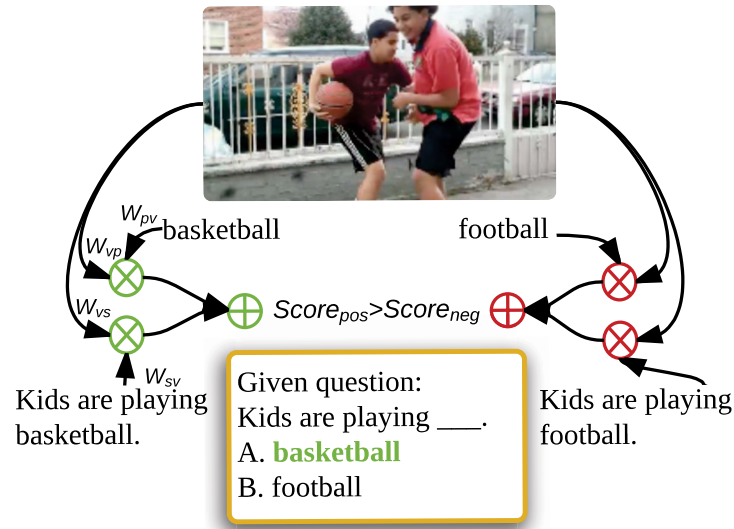 W_pv
basketball
football
W_vp
W_vs
Score_pos>Score_neg
W_sv
Kids are playing
basketball.
Kids are playing
football.
Given question:
Kids are playing ___.
A. basketball
B. football